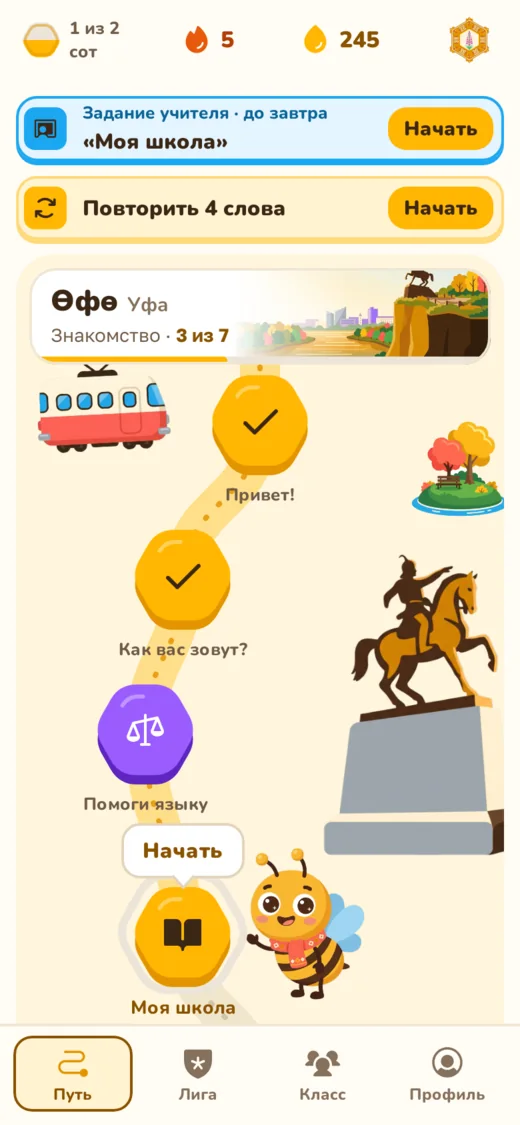 1 из 2
сот
5
245
Задание учителя · до завтра
«Моя школа»
Начать
Повторить 4 слова
Начать
Өфө Уфа
Знакомство · 3 из 7
Привет!
Как вас зовут?
Помоги языку
Начать
Моя школа
Путь
Лига
Класс
Профиль